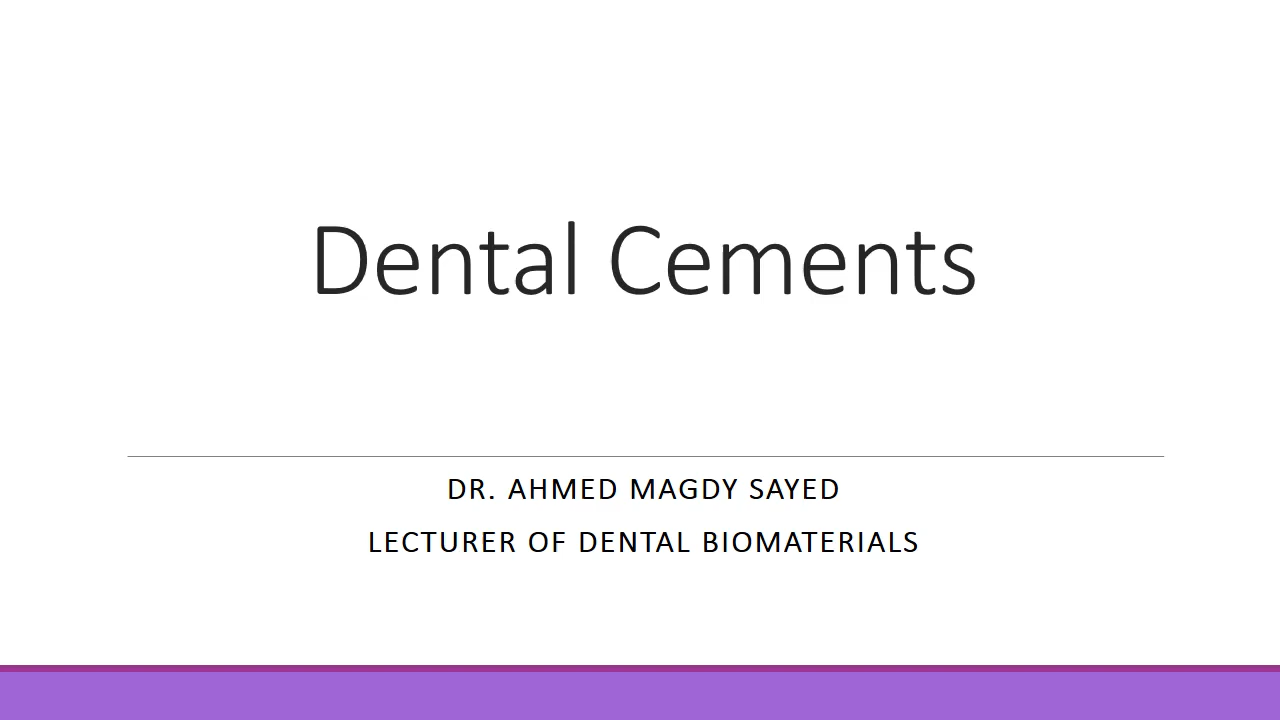 Dental Cements
DR. AHMED MAGDY SAYED
LECTURER OF DENTAL BIOMATERIALS